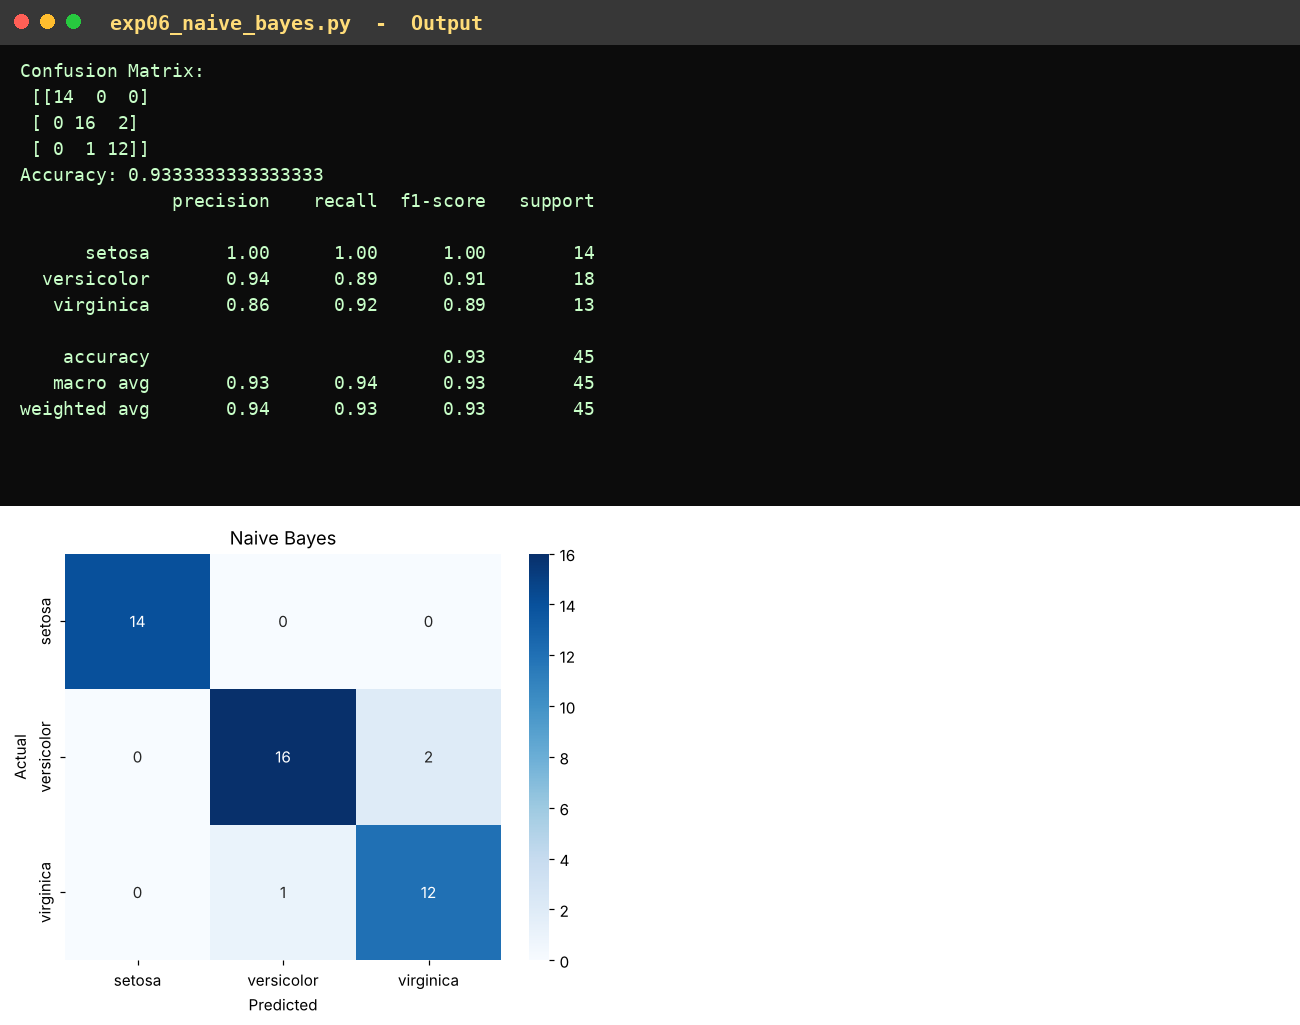 exp06_naive_bayes.py  -  Output
Confusion Matrix:
 [[14  0  0]
 [ 0 16  2]
 [ 0  1 12]]
Accuracy: 0.9333333333333333
              precision    recall  f1-score   support
      setosa       1.00      1.00      1.00        14
  versicolor       0.94      0.89      0.91        18
   virginica       0.86      0.92      0.89        13
    accuracy                           0.93        45
   macro avg       0.93      0.94      0.93        45
weighted avg       0.94      0.93      0.93        45
Naive Bayes
Actual
setosa
14 0 0
versicolor
0 16 2
virginica
0 1 12
setosa versicolor virginica
Predicted
16
14
12
10
8
6
4
2
0